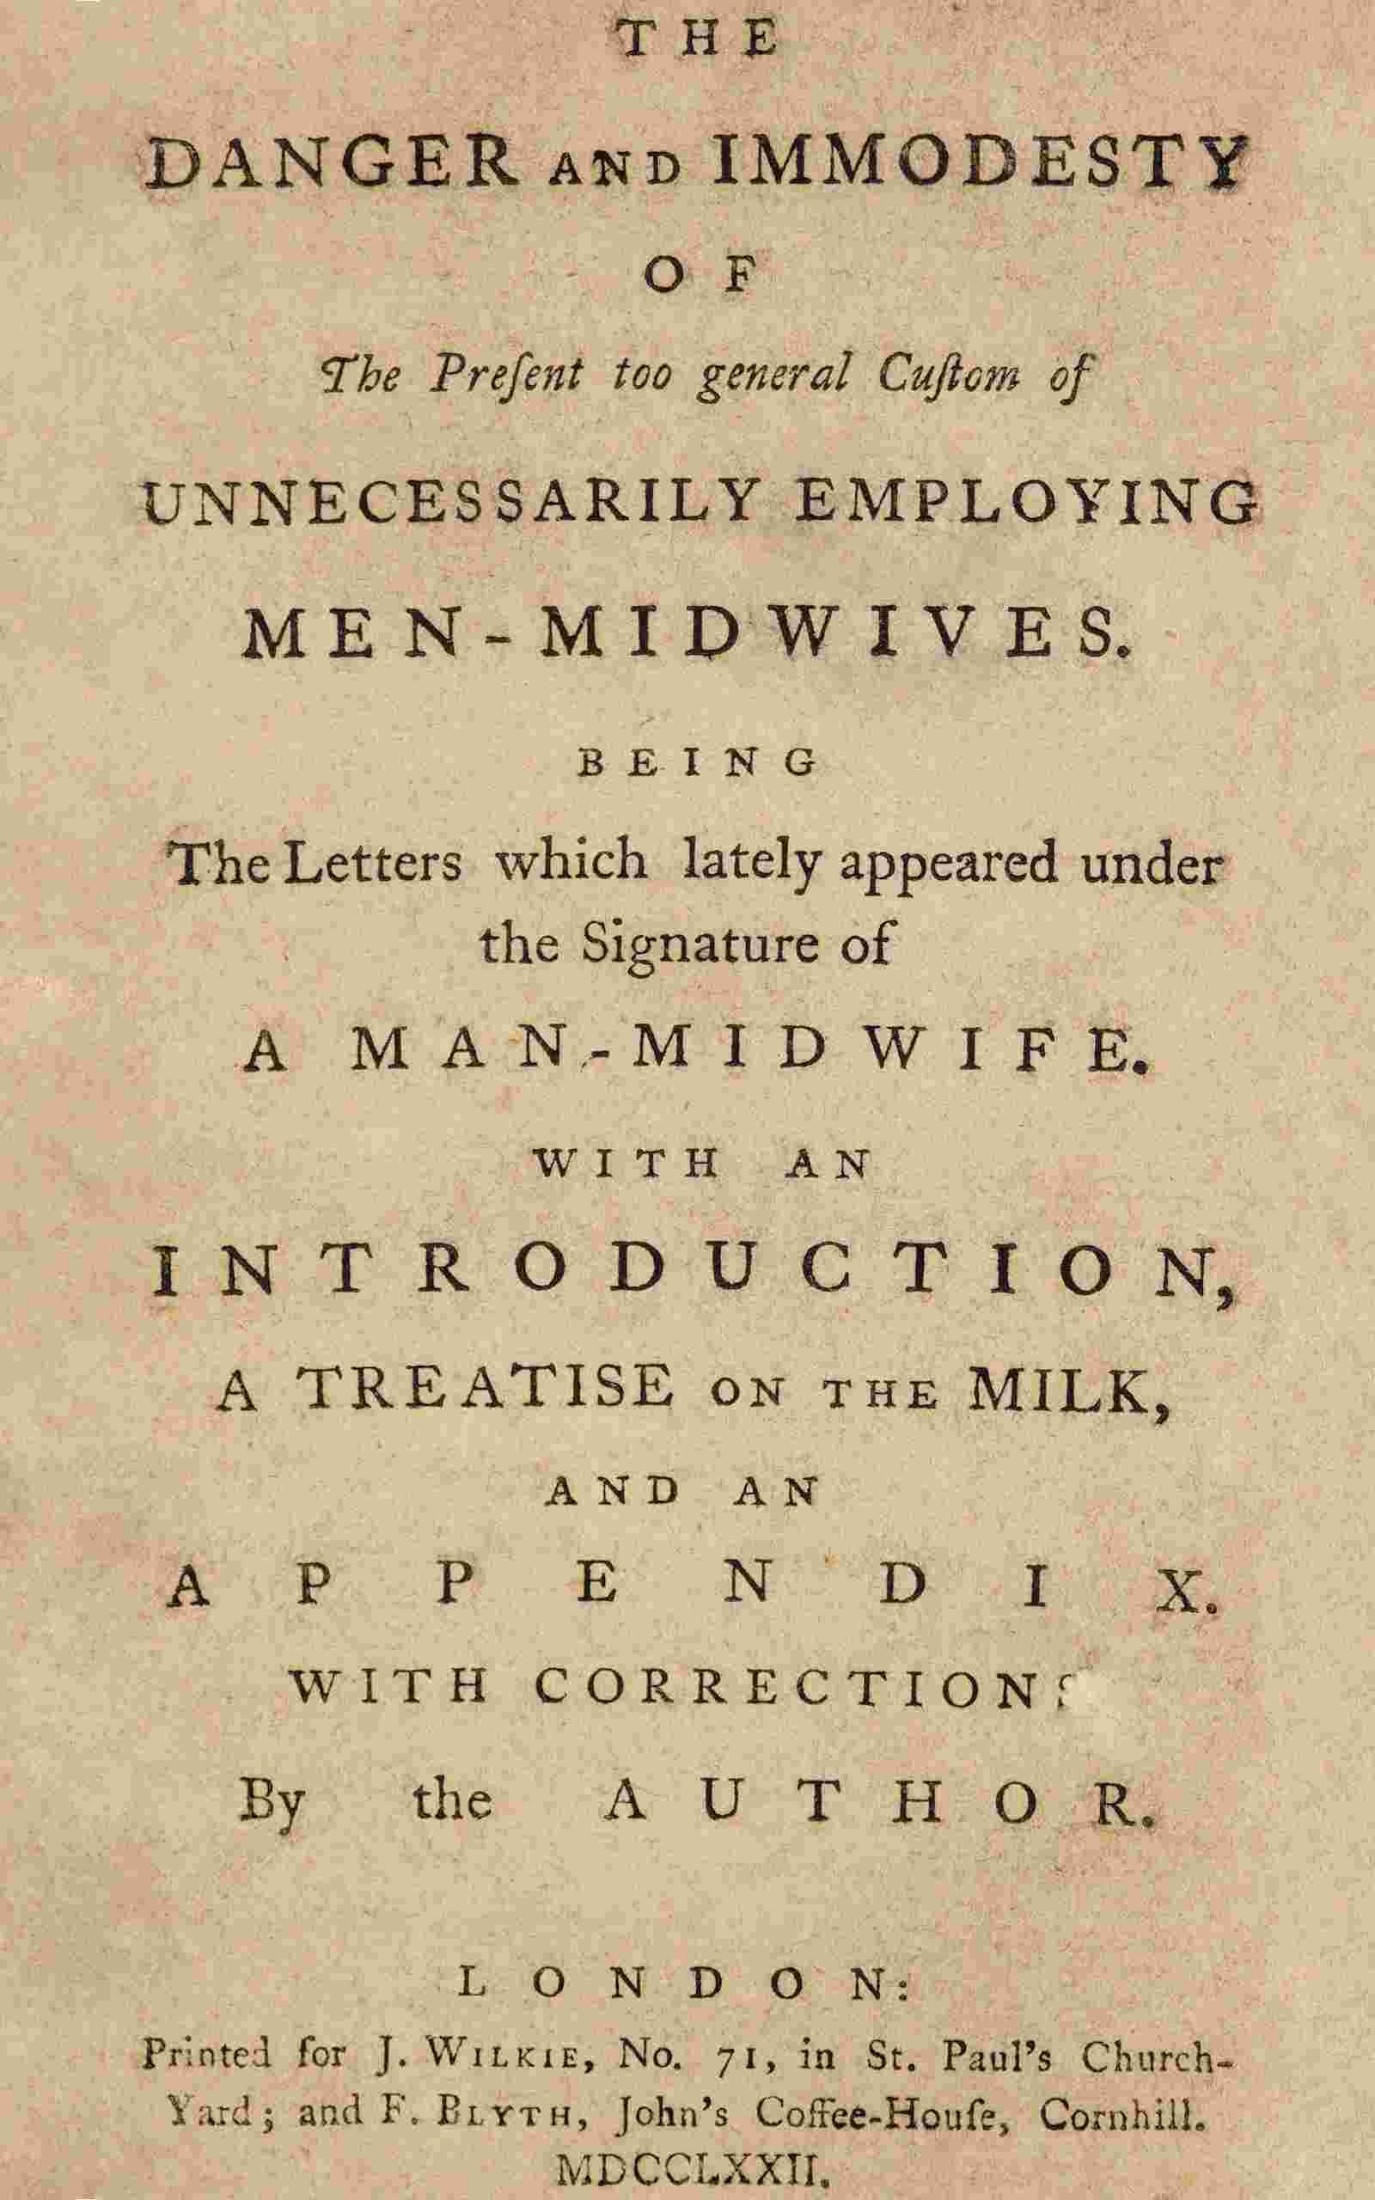 THE
DANGER AND IMMODESTY
OF
The Preſent too general Cuſtom of
UNNECESSARILY EMPLOYING
MEN-MIDWIVES.
BEING
The Letters which lately appeared under
the Signature of
A MAN-MIDWIFE.
WITH AN
INTRODUCTION,
A TREATISE ON THE MILK,
AND AN
APPENDIX.
WITH CORRECTIONS
By the AUTHOR.
LONDON:
Printed for J. WILKIE, No. 71, in St. Paul's Church-
Yard; and F. BLYTH, John's Coffee-Houſe, Cornhill.
MDCCLXXII.